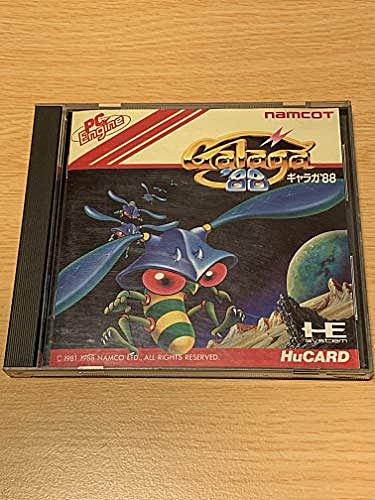 PC Engine
namcoT
Galaga '88
ギャラガ'88
© 1981 1988 NAMCO LTD., ALL RIGHTS RESERVED.
HE
SYSTEM
HuCARD